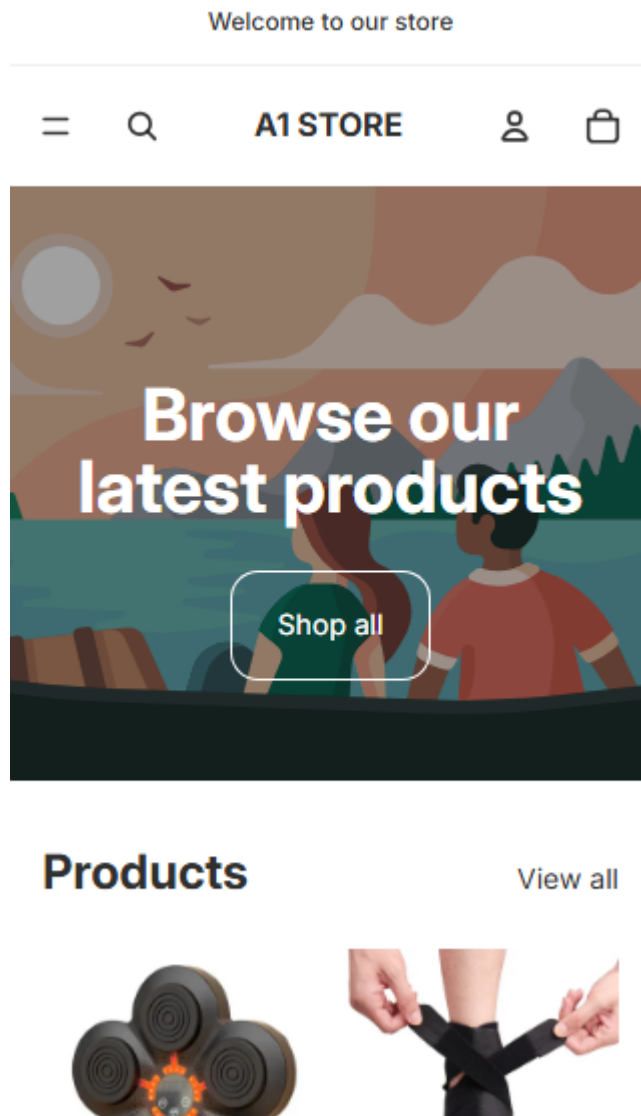 Welcome to our store
A1 STORE
Browse our
latest products
Shop all
Products
View all